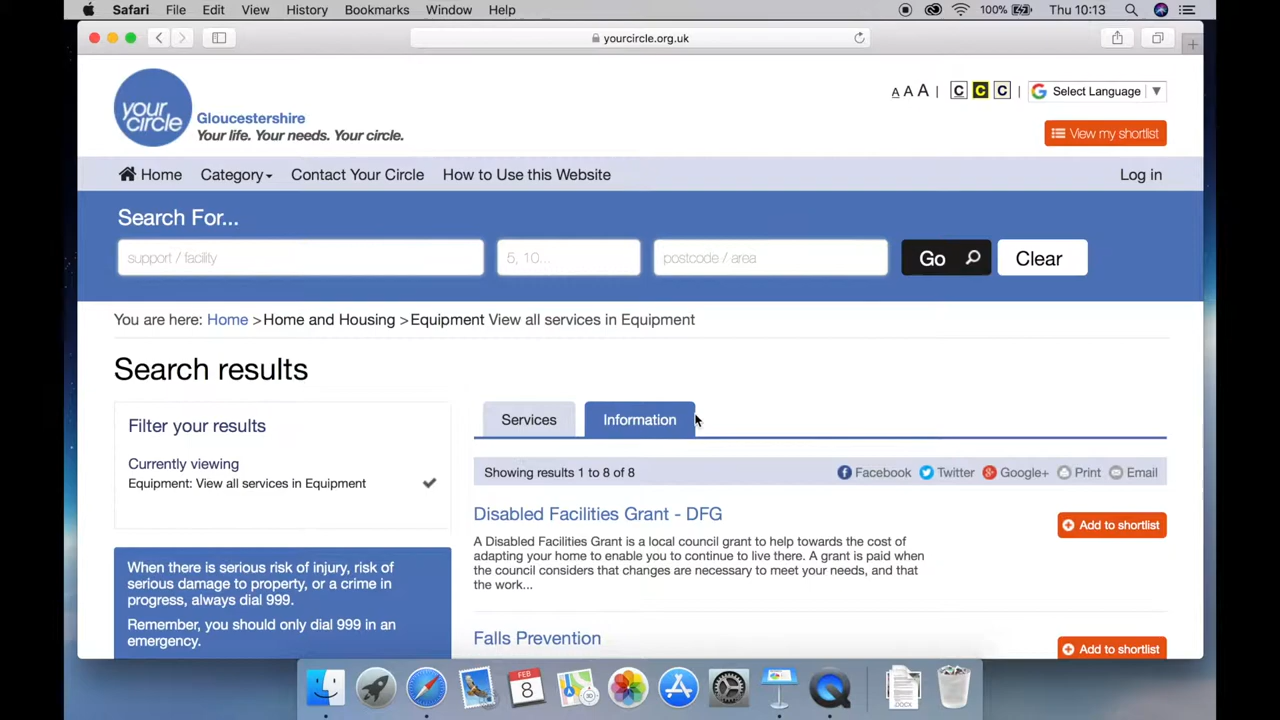 Safari File Edit View History Bookmarks Window Help 100% Thu 10:13
yourcircle.org.uk
your circle
Gloucestershire
Your life. Your needs. Your circle.
A A A | C C C | G Select Language ▼
View my shortlist
Home Category Contact Your Circle How to Use this Website Log in
Search For...
support / facility 5, 10... postcode / area Go Clear
You are here: Home >Home and Housing >Equipment View all services in Equipment
Search results
Filter your results
Currently viewing
Equipment: View all services in Equipment
When there is serious risk of injury, risk of
serious damage to property, or a crime in
progress, always dial 999.
Remember, you should only dial 999 in an
emergency.
Services Information
Showing results 1 to 8 of 8 Facebook Twitter Google+ Print Email
Disabled Facilities Grant - DFG
Add to shortlist
A Disabled Facilities Grant is a local council grant to help towards the cost of
adapting your home to enable you to continue to live there. A grant is paid when
the council considers that changes are necessary to meet your needs, and that
the work...
Falls Prevention
Add to shortlist
FEB
8
30
.DOCX